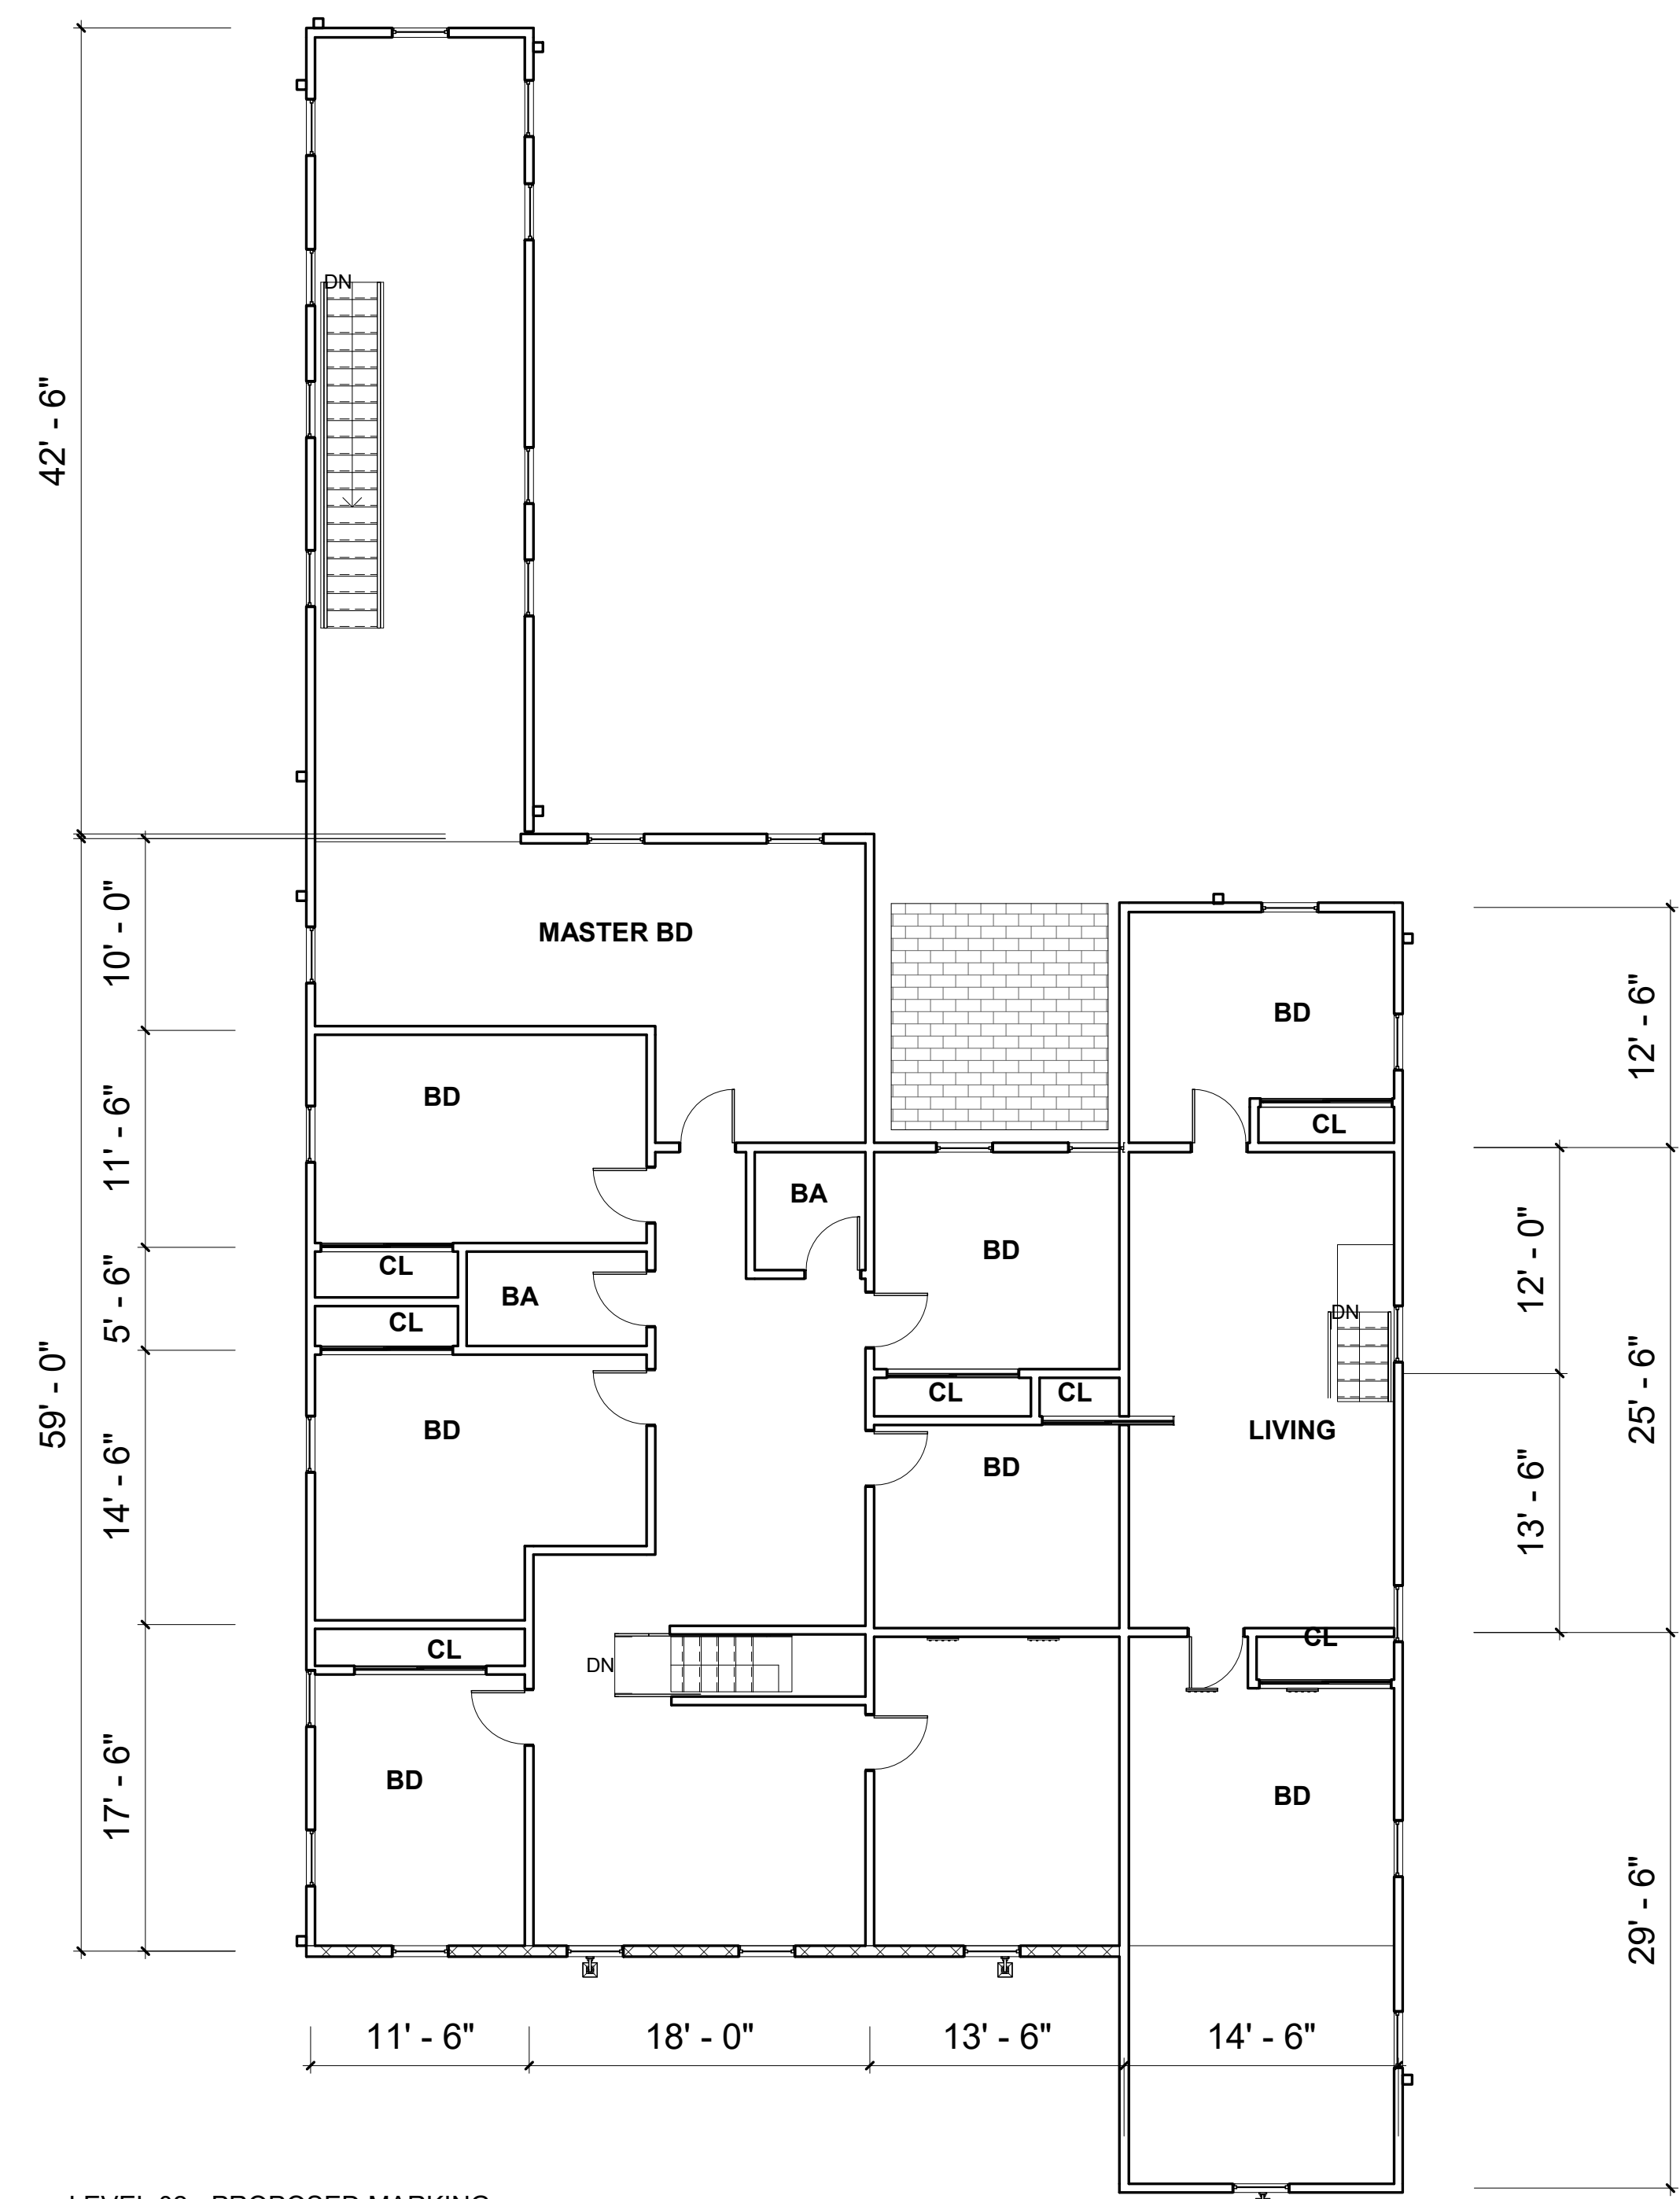 DN
42' - 6"
MASTER BD
10' - 0"
BD
12' - 6"
BD
CL
11' - 6"
BA
BD
12' - 0"
CL
BA
5' - 6"
CL
DN
59' - 0"
CL
CL
BD
LIVING
25' - 6"
14' - 6"
BD
13' - 6"
CL
CL
DN
17' - 6"
BD
BD
29' - 6"
11' - 6"
18' - 0"
13' - 6"
14' - 6"